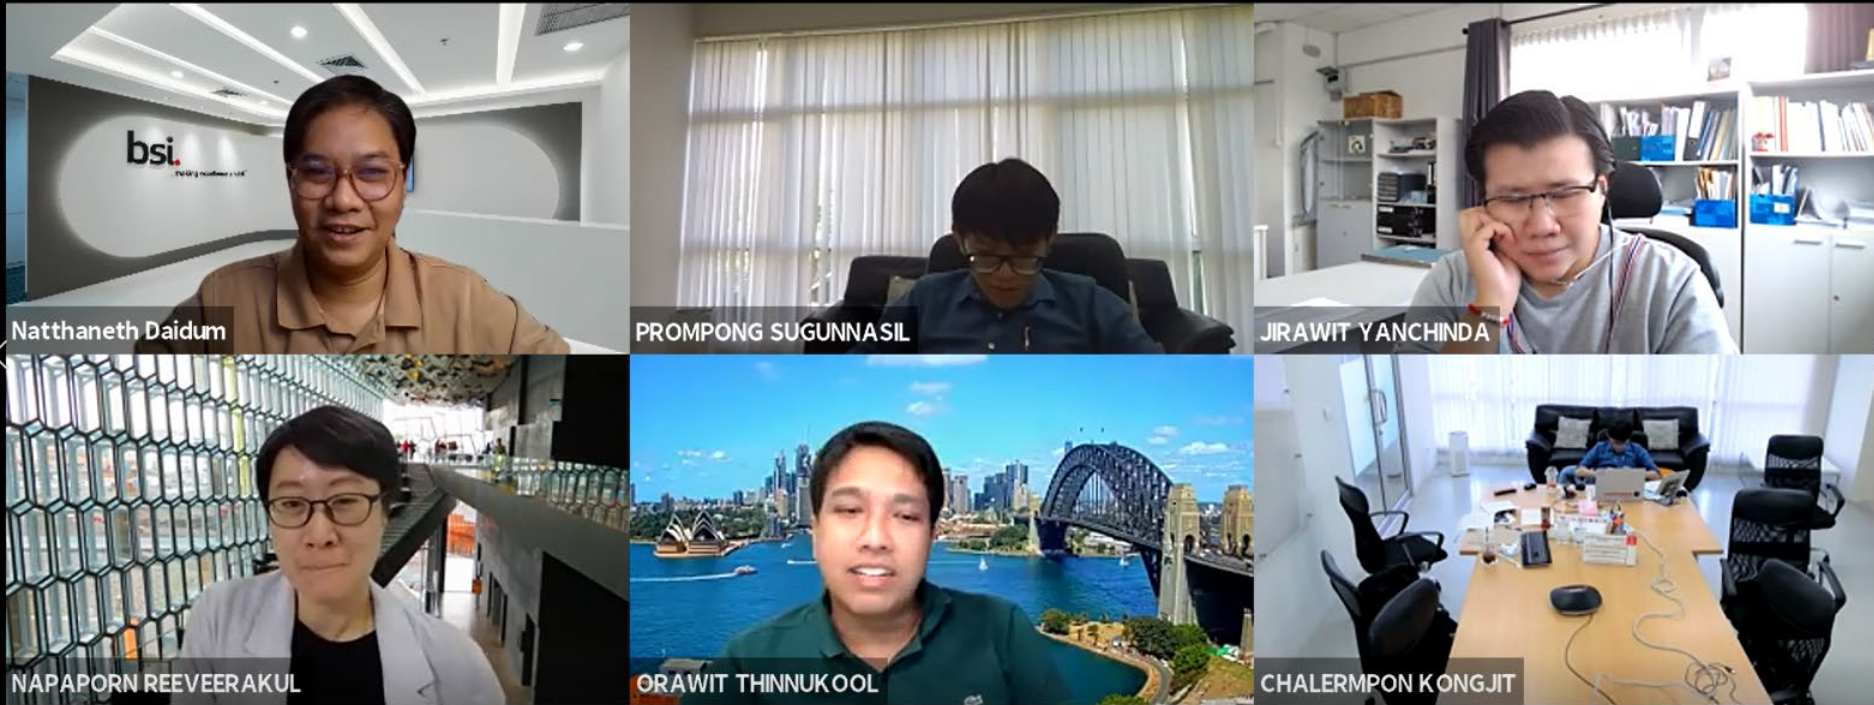 bsi.
Natthaneth Daidum
PROMPONG SUGUNNASIL
JIRAWIT YANCHINDA
NAPAPORN REEVEERAKUL
ORAWIT THINNUKOOL
CHALERMPON KONGJIT